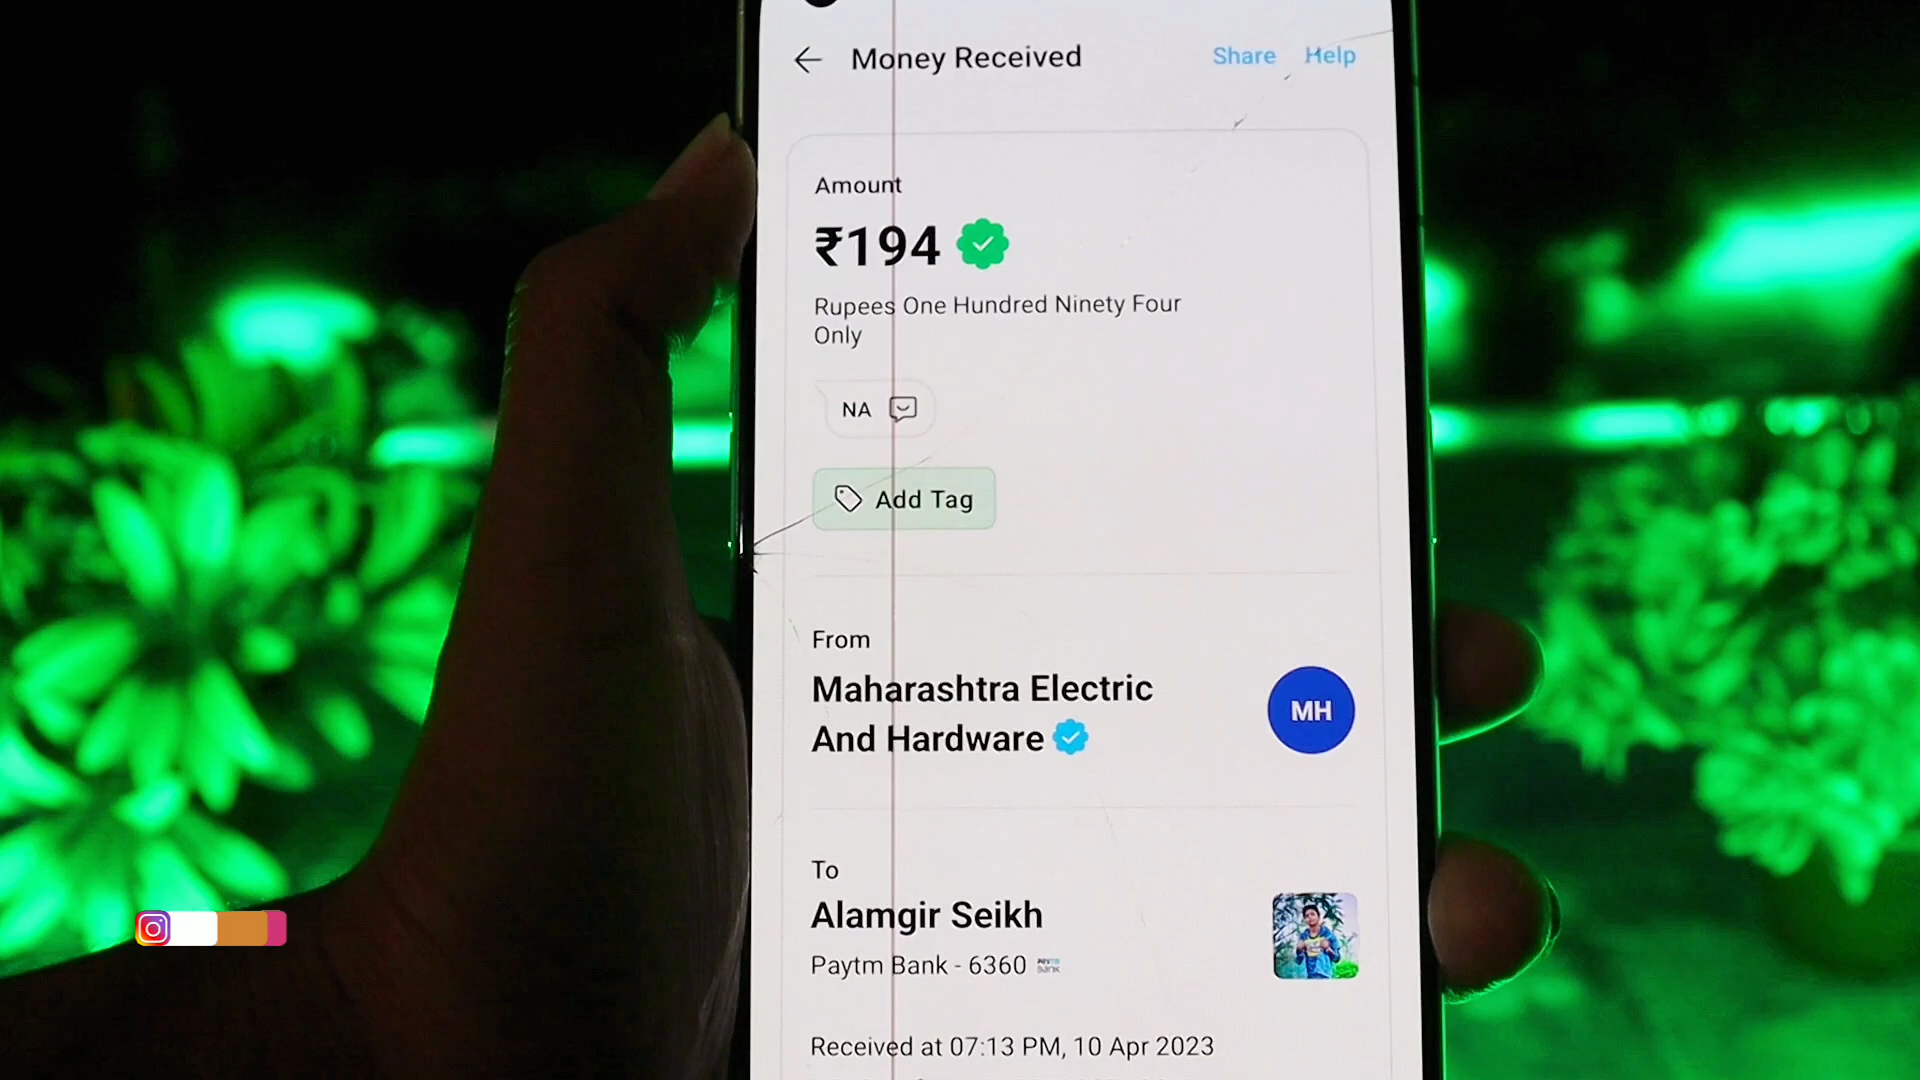 Money Received
Share Help
Amount
₹194
Rupees One Hundred Ninety Four
Only
NA
Add Tag
From
Maharashtra Electric
And Hardware
MH
To
Alamgir Seikh
Paytm Bank - 6360
Received at 07:13 PM, 10 Apr 2023